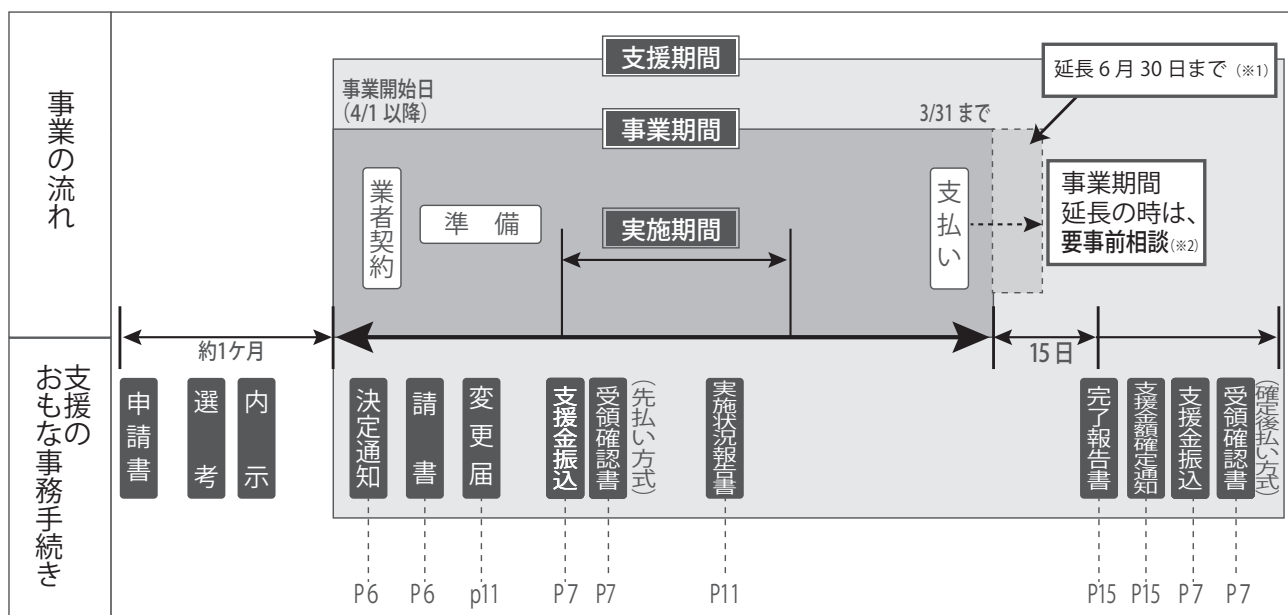 事業の流れ
支援期間
延長 6 月 30 日まで (※1)
事業開始日
(4/1 以降)
事業期間
3/31 まで
業者契約
準 備
実施期間
支払い
事業期間
延長の時は、
要事前相談(※2)
約1ケ月
15 日
支援の
おもな事務手続き
申請書
選 考
内 示
決定通知
請 書
変更届
支援金振込
受領確認書
(先払い方式)
実施状況報告書
完了報告書
支援金額確定通知
支援金振込
受領確認書
(確定後払い方式)
P6
P6
p11
P7
P7
P11
P15
P15
P 7
P 7